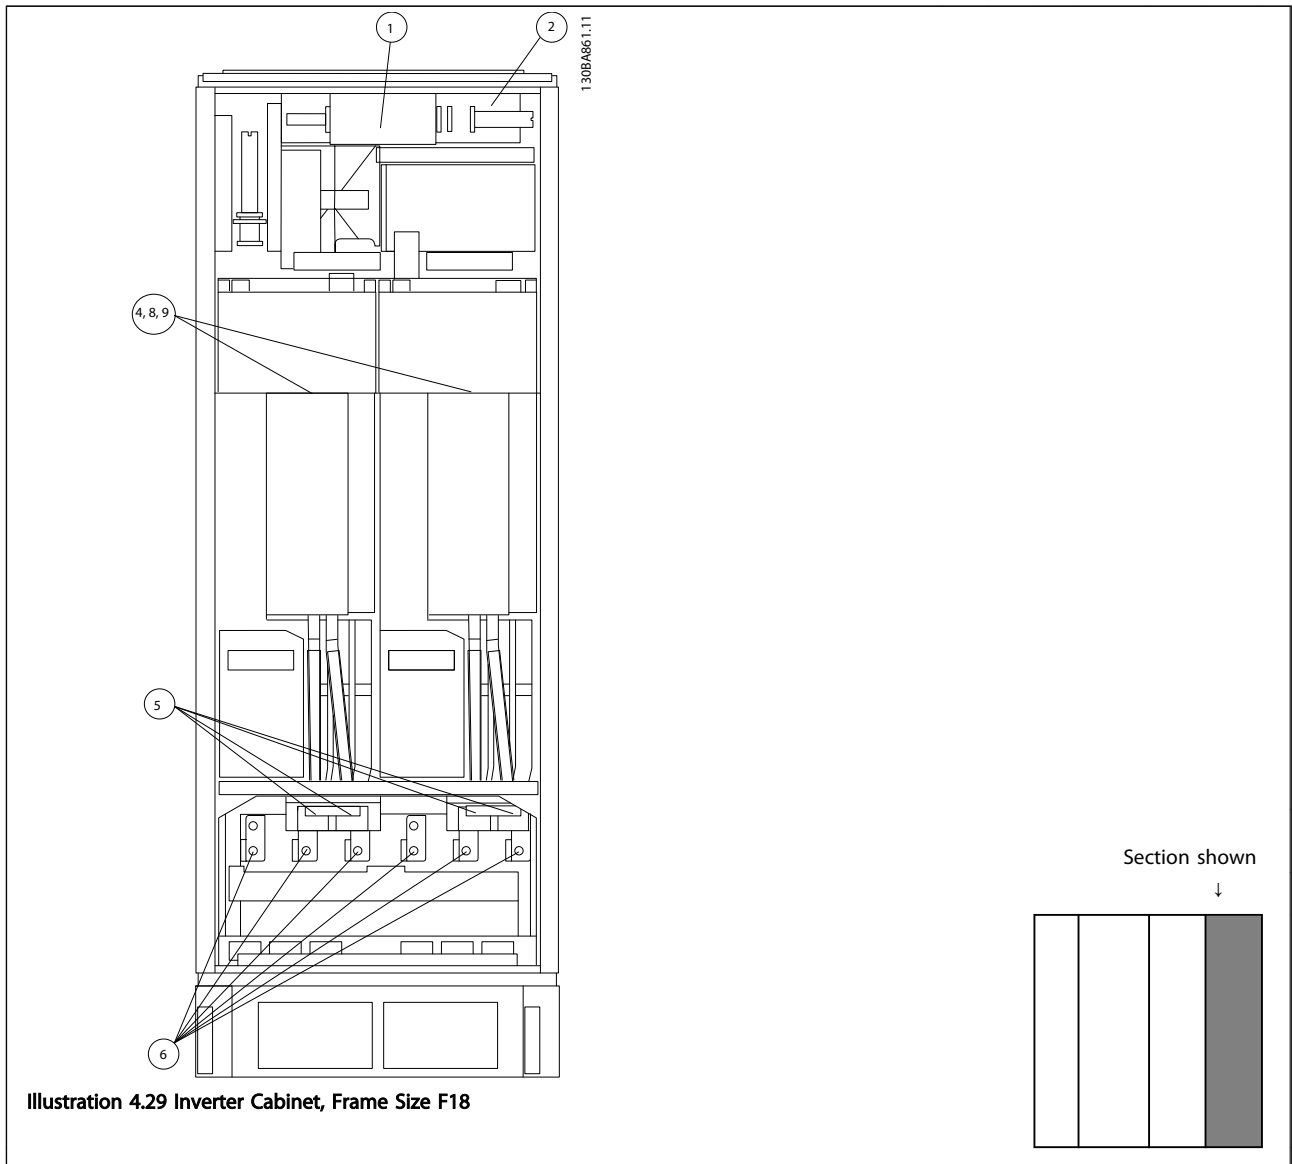 1
2
130BA861.11
4, 8, 9
5
Section shown
↓
6
Illustration 4.29 Inverter Cabinet, Frame Size F18